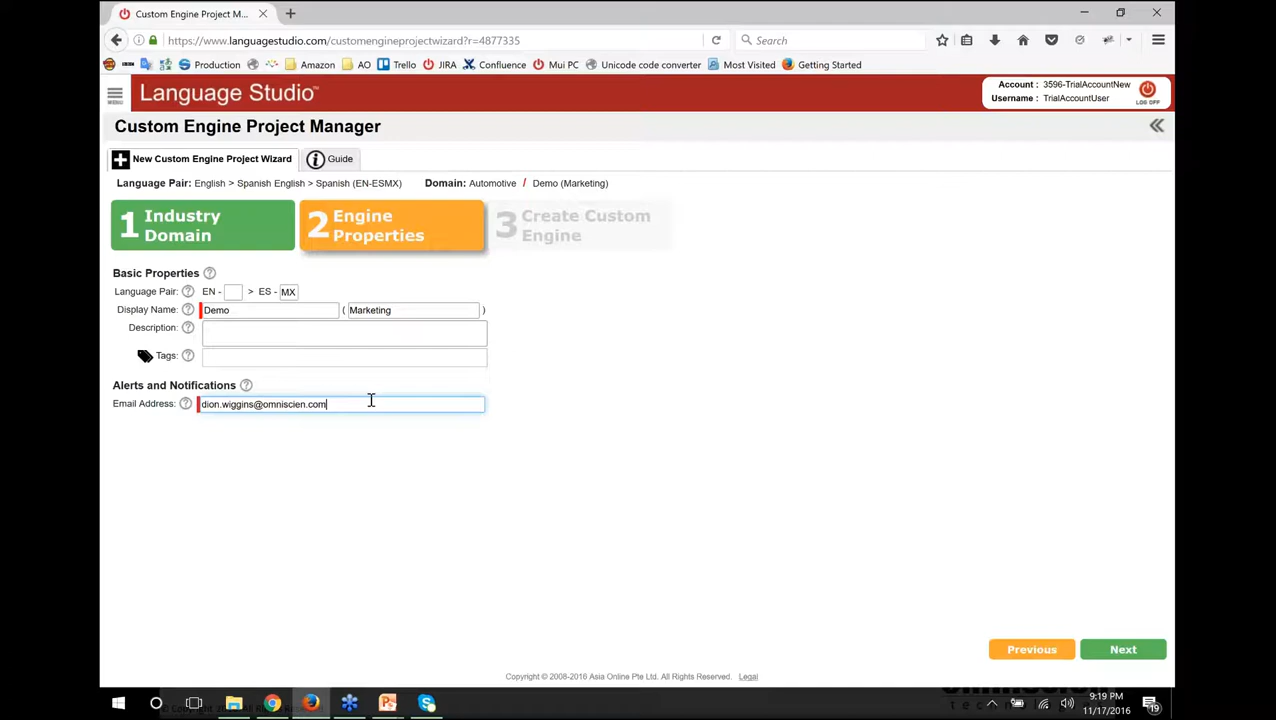 Custom Engine Project M...
https://www.languagestudio.com/customengineprojectwizard?r=4877335
Search
Production
Amazon
AO
Trello
JIRA
Confluence
Mui PC
Unicode code converter
Most Visited
Getting Started
MENU
Language Studio™
Account : 3596-TrialAccountNew
Username : TrialAccountUser
LOG OFF
Custom Engine Project Manager
New Custom Engine Project Wizard
Guide
Language Pair: English > Spanish English > Spanish (EN-ESMX) Domain: Automotive / Demo (Marketing)
1 Industry Domain
2 Engine Properties
3 Create Custom Engine
Basic Properties ?
Language Pair: ? EN - > ES - MX
Display Name: ? Demo ( Marketing )
Description: ?
Tags: ?
Alerts and Notifications ?
Email Address: ? dion.wiggins@omniscien.com
Previous
Next
Copyright © 2008-2016 Asia Online Pte Ltd. All Rights Reserved. Legal
9:19 PM
11/17/2016
19